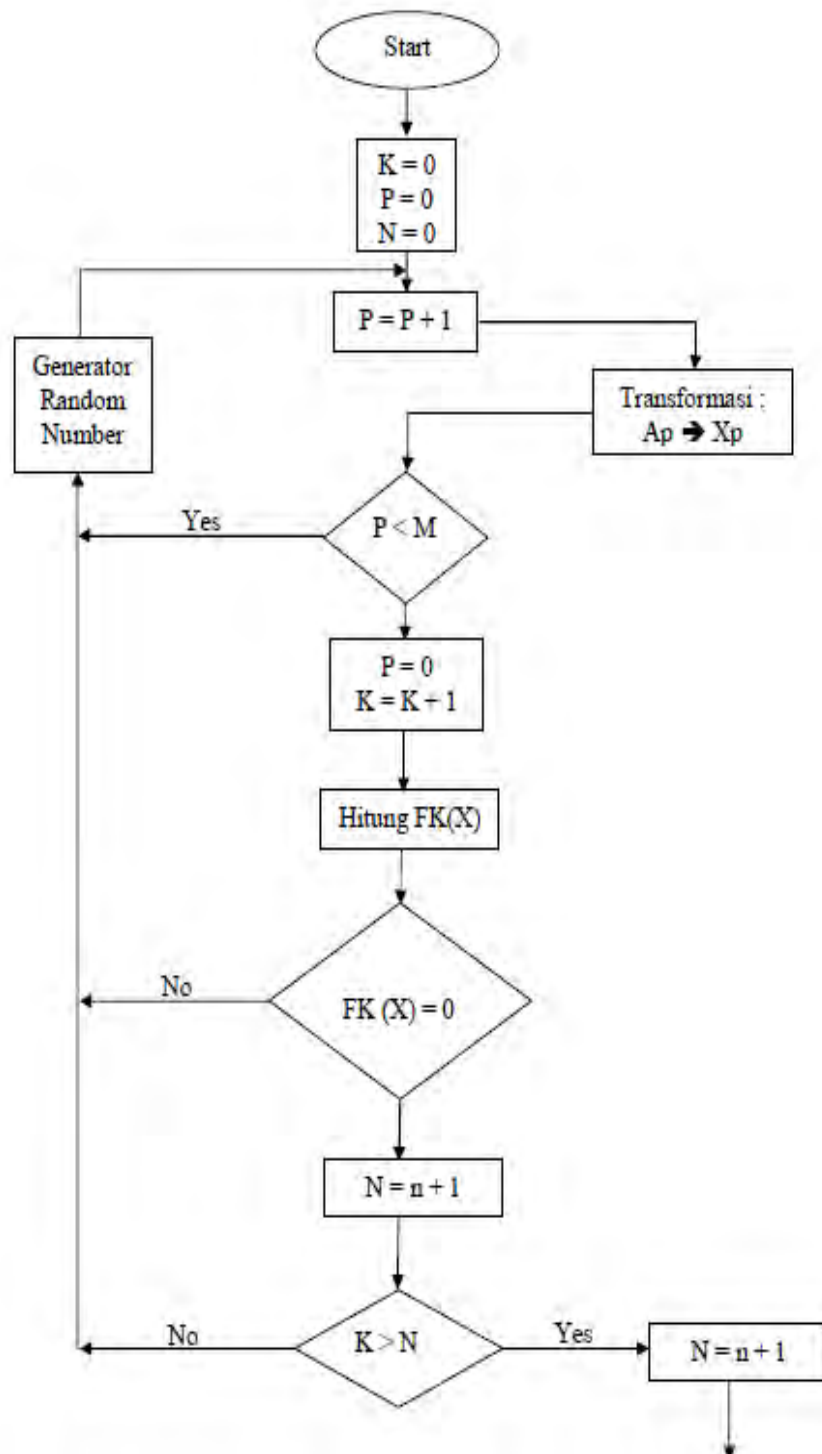 Start
K = 0
P = 0
N = 0
P = P + 1
Generator
Random
Number
Transformasi :
Ap ➔ Xp
Yes
P < M
P = 0
K = K + 1
Hitung FK(X)
No
FK (X) = 0
N = n + 1
No
K > N
Yes
N = n + 1